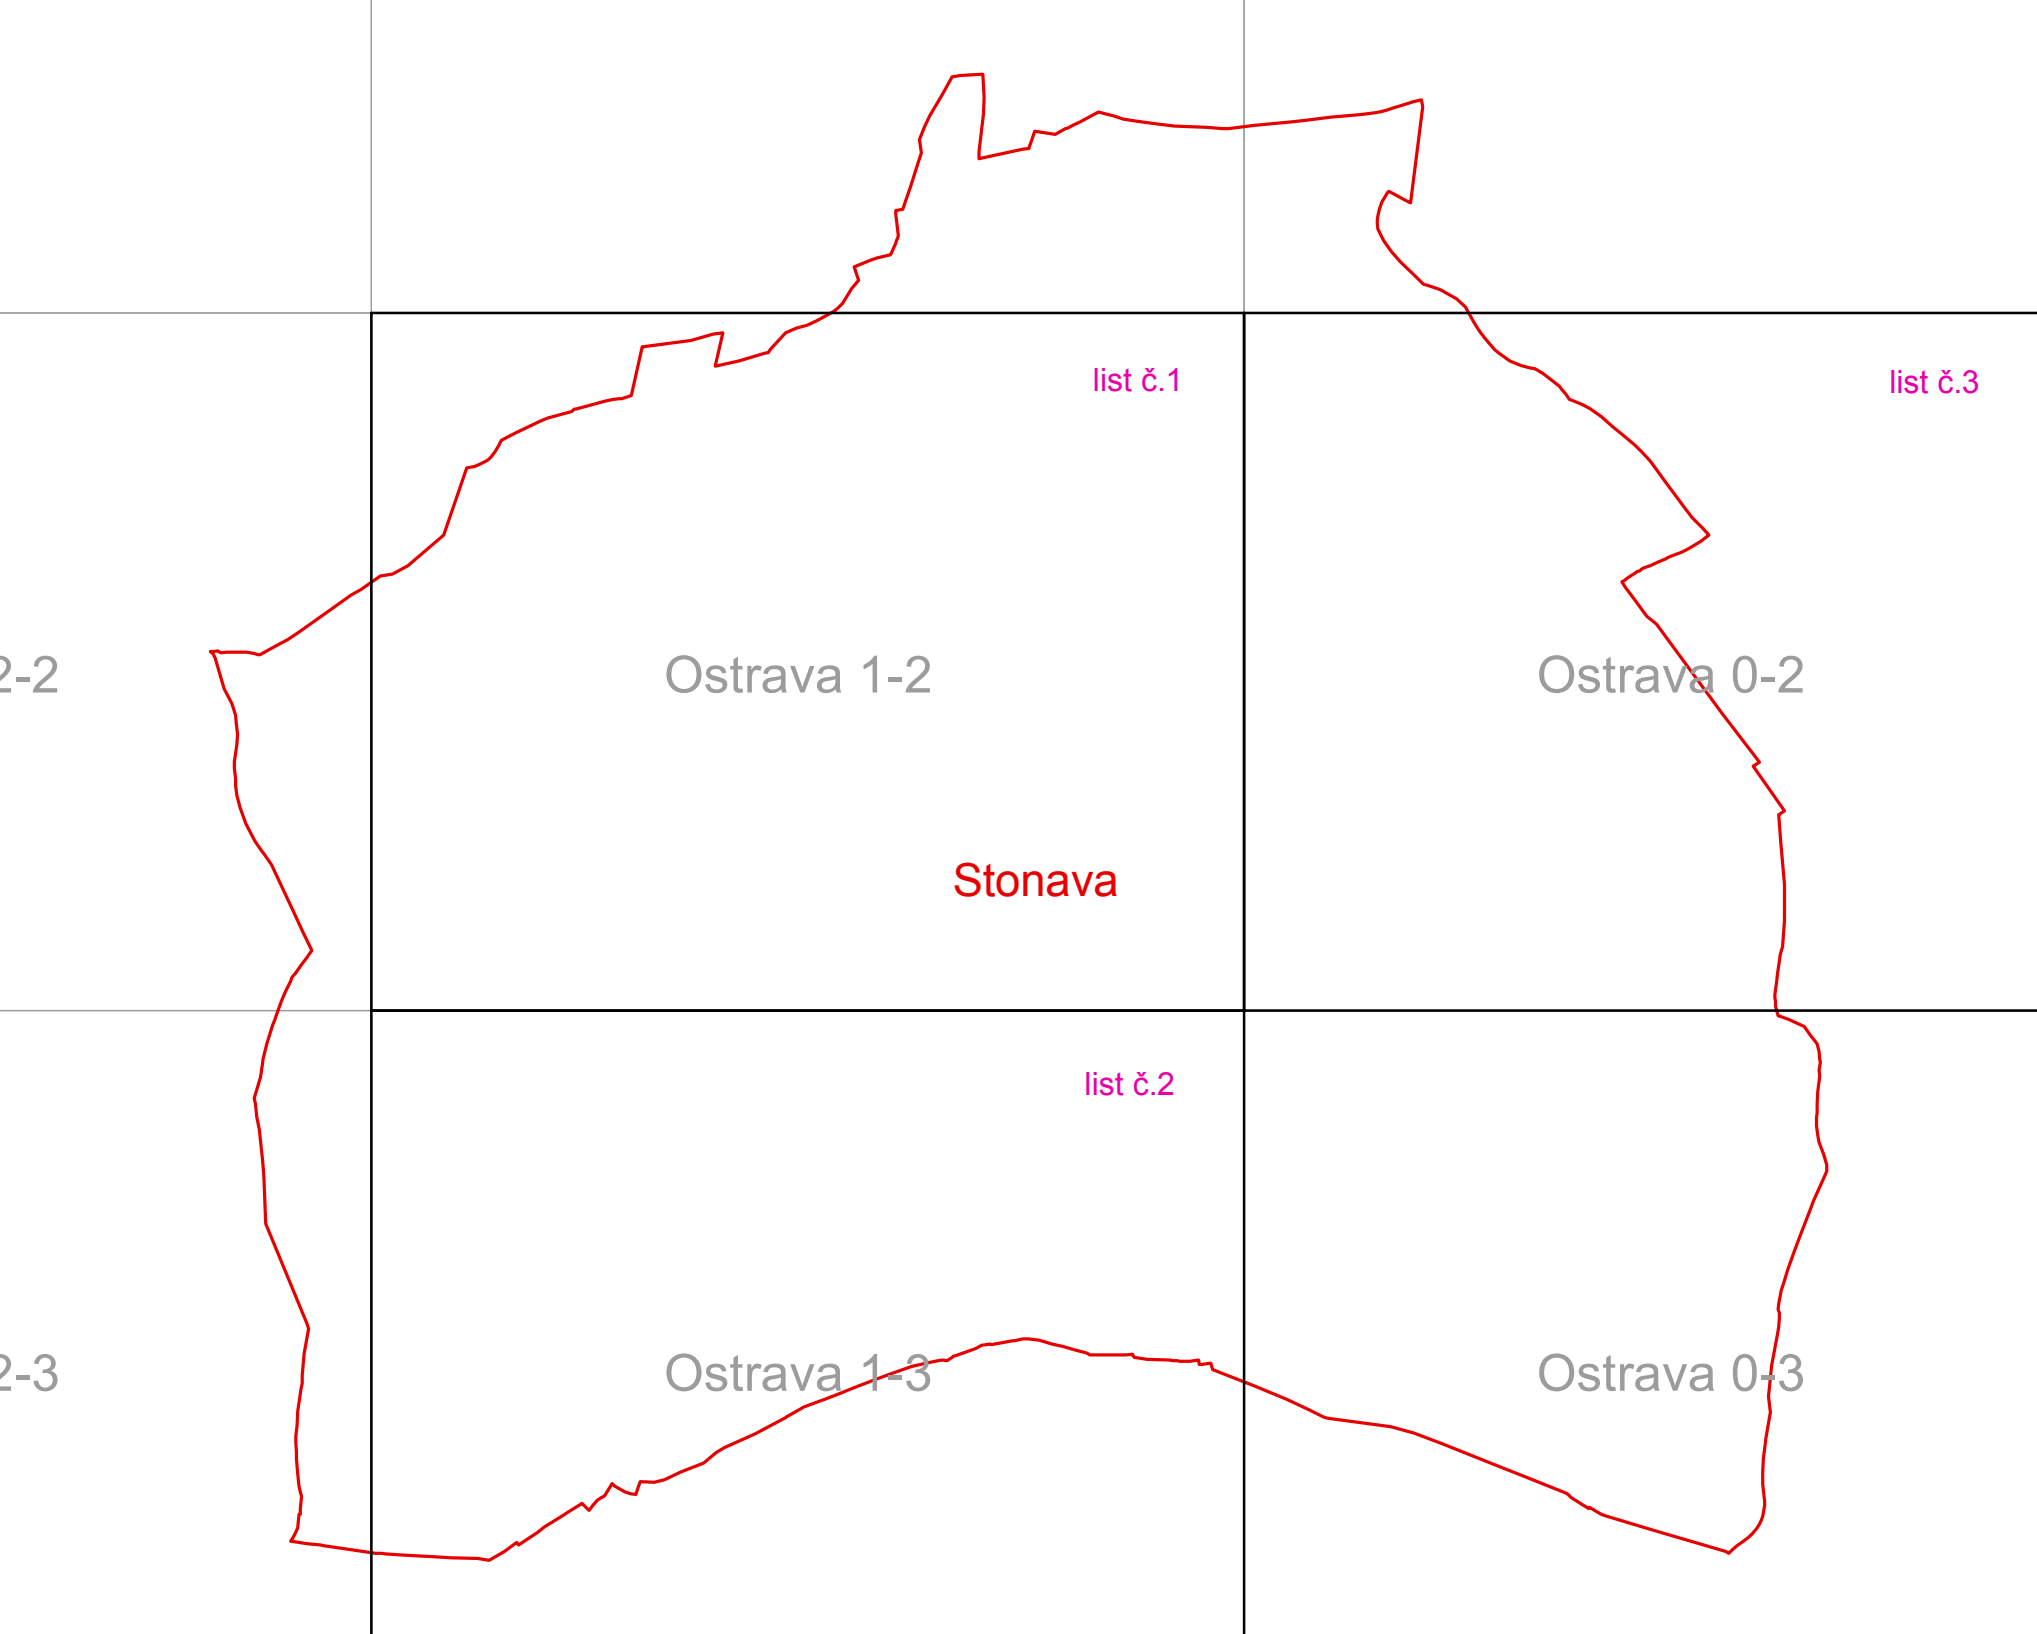 list č.1
list č.3
2-2
Ostrava 1-2
Ostrava 0-2
Stonava
list č.2
2-3
Ostrava 1-3
Ostrava 0-3